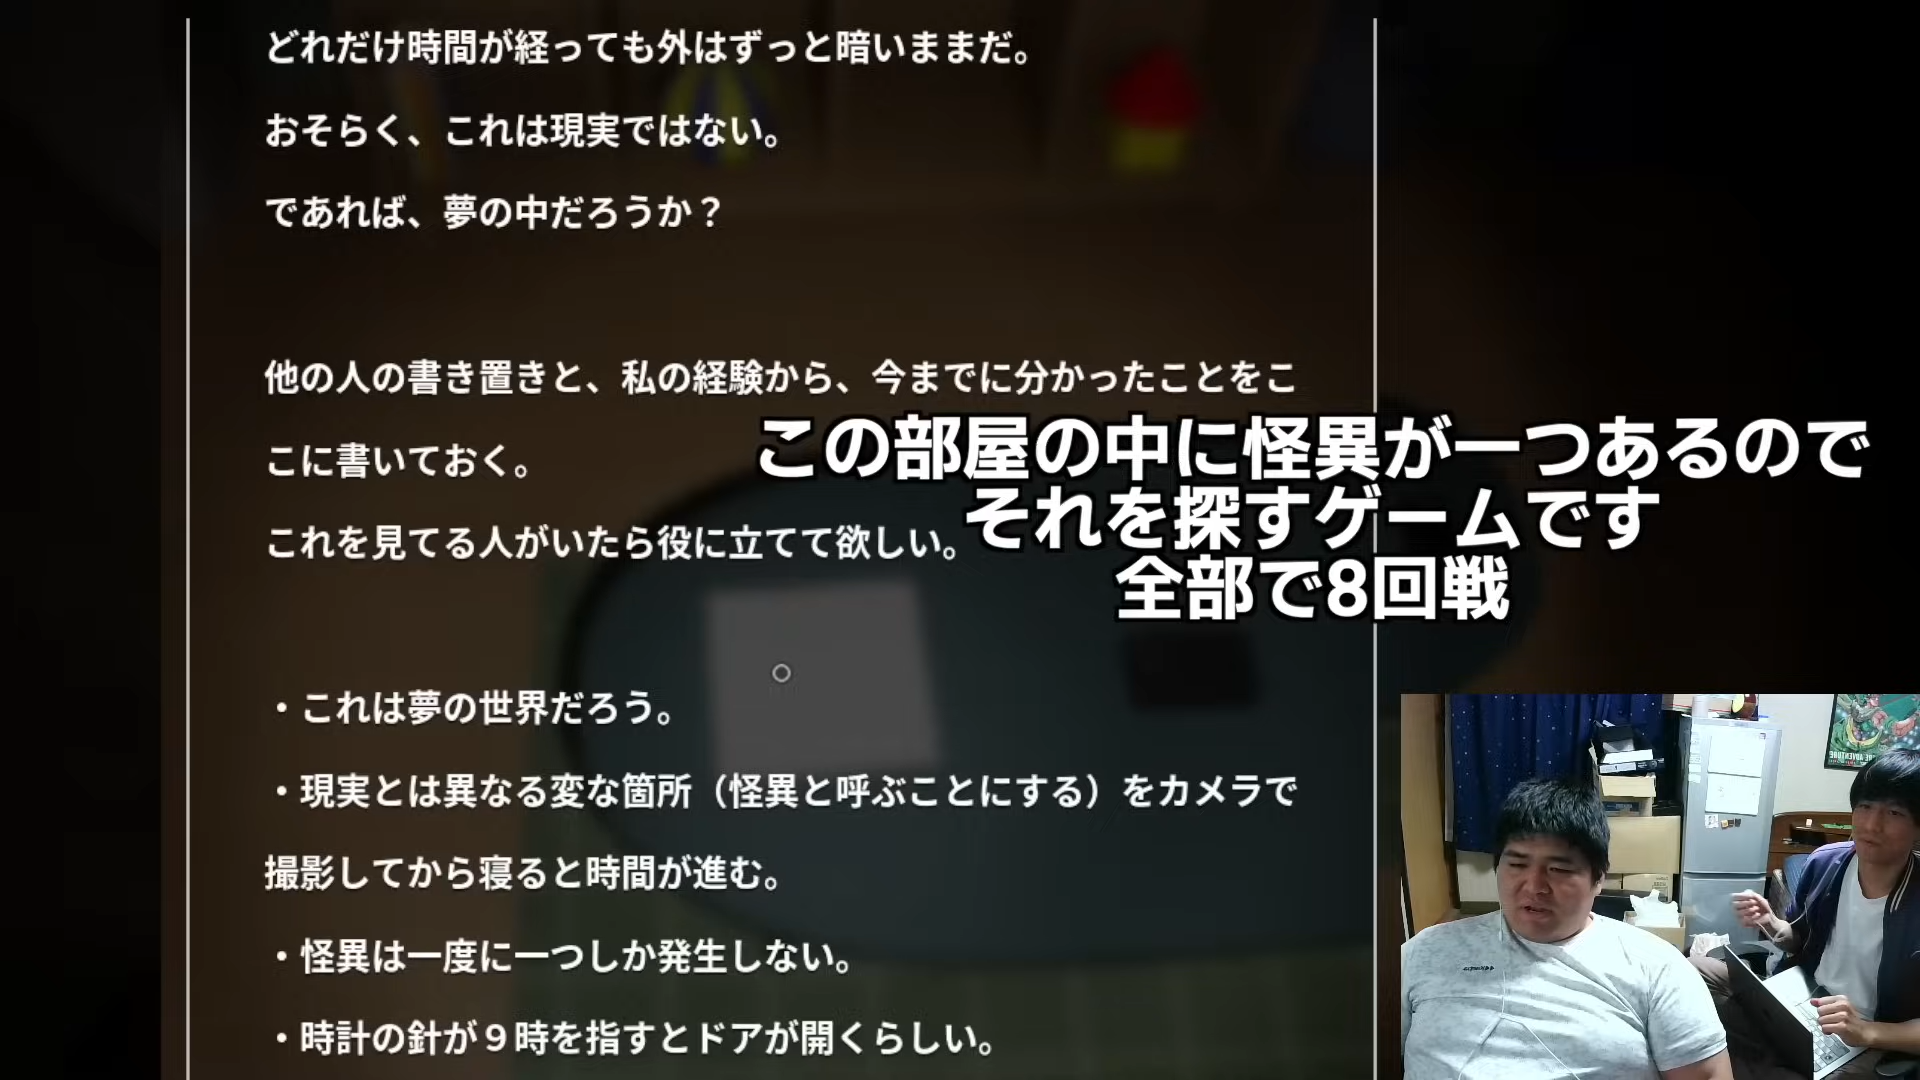 どれだけ時間が経っても外はずっと暗いままだ。
おそらく、これは現実ではない。
であれば、夢の中だろうか？
他の人の書き置きと、私の経験から、今までに分かったことをこ
こに書いておく。
これを見てる人がいたら役に立てて欲しい。
この部屋の中に怪異が一つあるので
それを探すゲームです
全部で8回戦
・これは夢の世界だろう。
・現実とは異なる変な箇所（怪異と呼ぶことにする）をカメラで
撮影してから寝ると時間が進む。
・怪異は一度に一つしか発生しない。
・時計の針が９時を指すとドアが開くらしい。